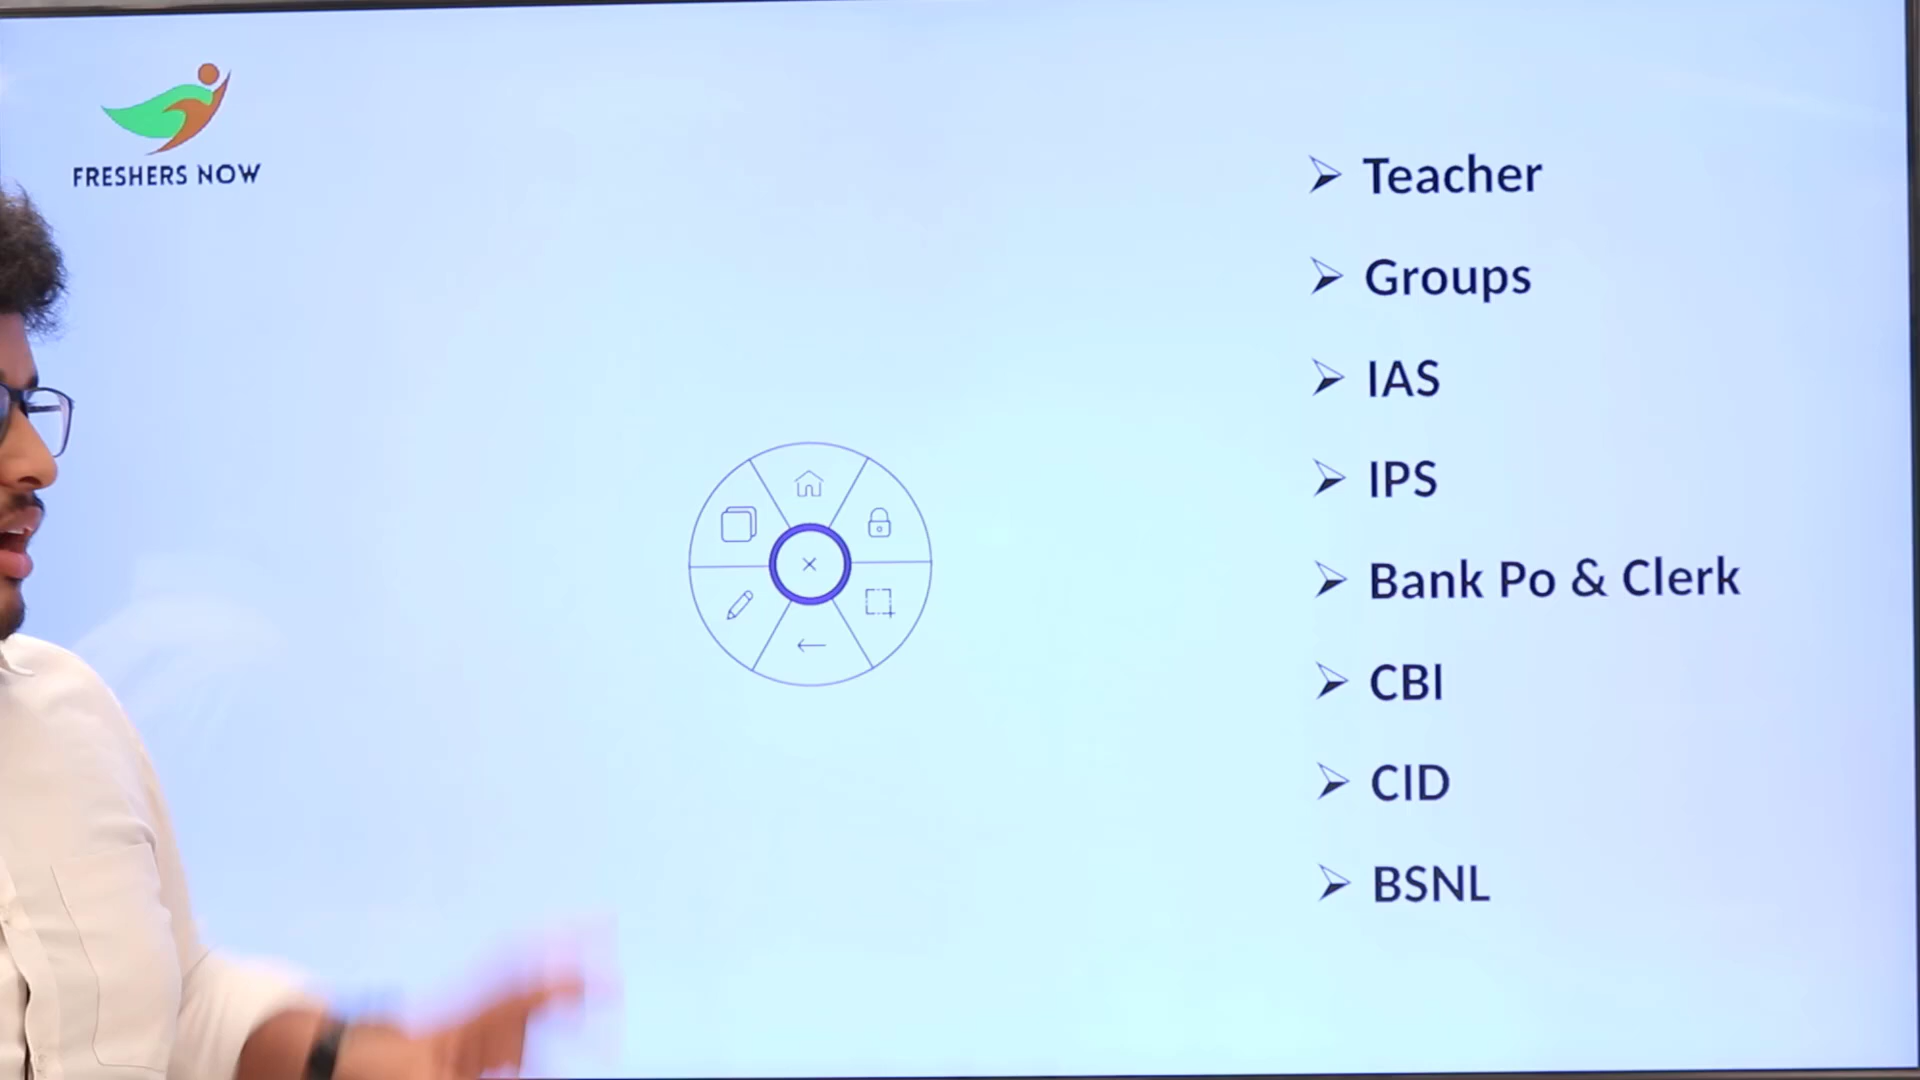 FRESHERS NOW
Teacher
Groups
IAS
IPS
Bank Po & Clerk
CBI
CID
BSNL